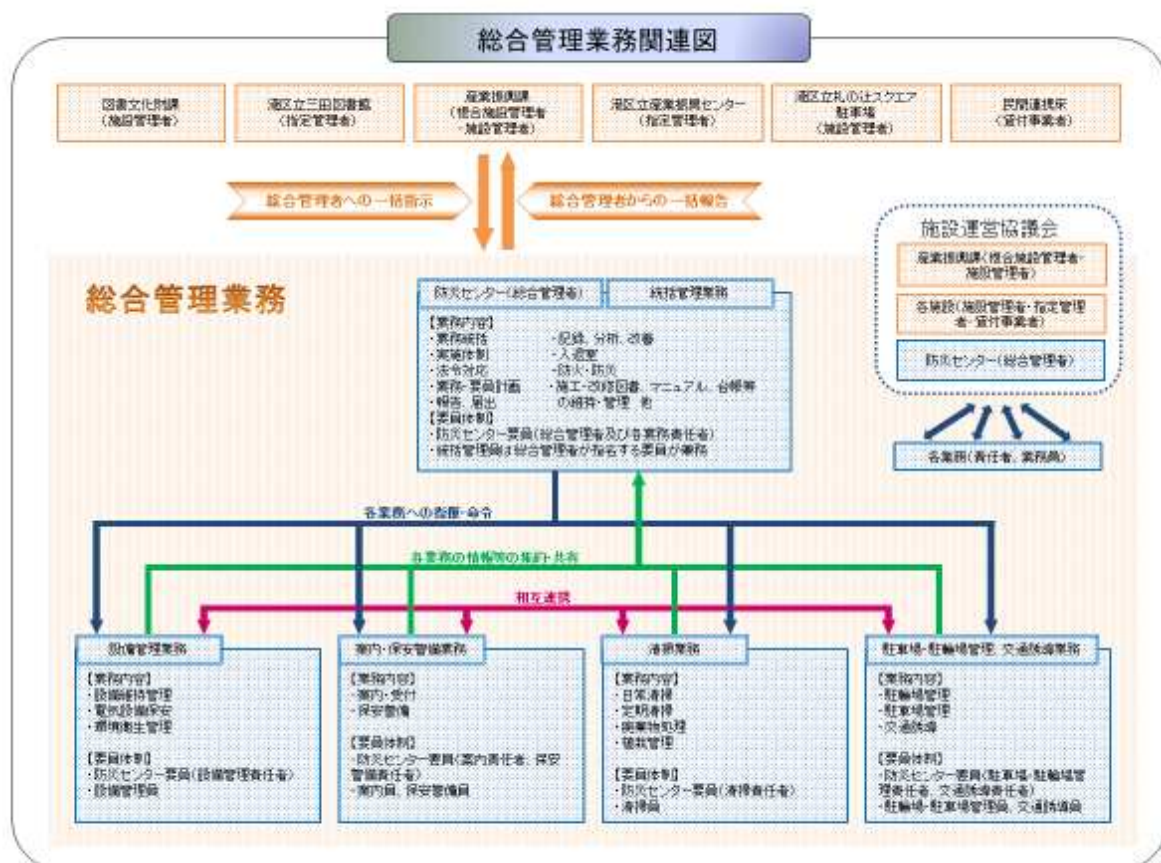 総合管理業務関連図
図書文化財課
(施設管理者)
港区立三田図書館
(指定管理者)
産業振興課
(複合施設管理者
・施設管理者)
港区立産業振興センター
(指定管理者)
港区立札の辻スクエア
駐車場
(施設管理者)
民間連携床
(貸付事業者)
総合管理者への一括指示
総合管理者からの一括報告
施設運営協議会
産業振興課(複合施設管理者・
施設管理者)
各施設(施設管理者・指定管理
者・貸付事業者)
防災センター(総合管理者)
各業務(責任者、業務員)
総合管理業務
防災センター(総合管理者)
統括管理業務
【業務内容】
・業務統括
・記録、分析、改善
・実施体制
・入退室
・法令対応
・防火・防災
・業務・要員計画
・施工・改修図書、マニュアル、台帳等
・報告、届出
の維持・管理 他
【要員体制】
・防災センター要員(総合管理者及び各業務責任者)
・統括管理員は総合管理者が指名する要員が兼務
各業務への指揮・命令
各業務の情報等の集約・共有
相互連携
設備管理業務
【業務内容】
・設備維持管理
・電気設備保安
・環境衛生管理
【要員体制】
・防災センター要員(設備管理責任者)
・設備管理員
案内・保安警備業務
【業務内容】
・案内・受付
・保安警備
【要員体制】
・防災センター要員(案内責任者、保安
警備責任者)
・案内員、保安警備員
清掃業務
【業務内容】
・日常清掃
・定期清掃
・廃棄物処理
・植栽管理
【要員体制】
・防災センター要員(清掃責任者)
・清掃員
駐車場・駐輪場管理、交通誘導業務
【業務内容】
・駐輪場管理
・駐車場管理
・交通誘導
【要員体制】
・防災センター要員(駐車場・駐輪場管
理責任者、交通誘導責任者)
・駐輪場・駐車場管理員、交通誘導員